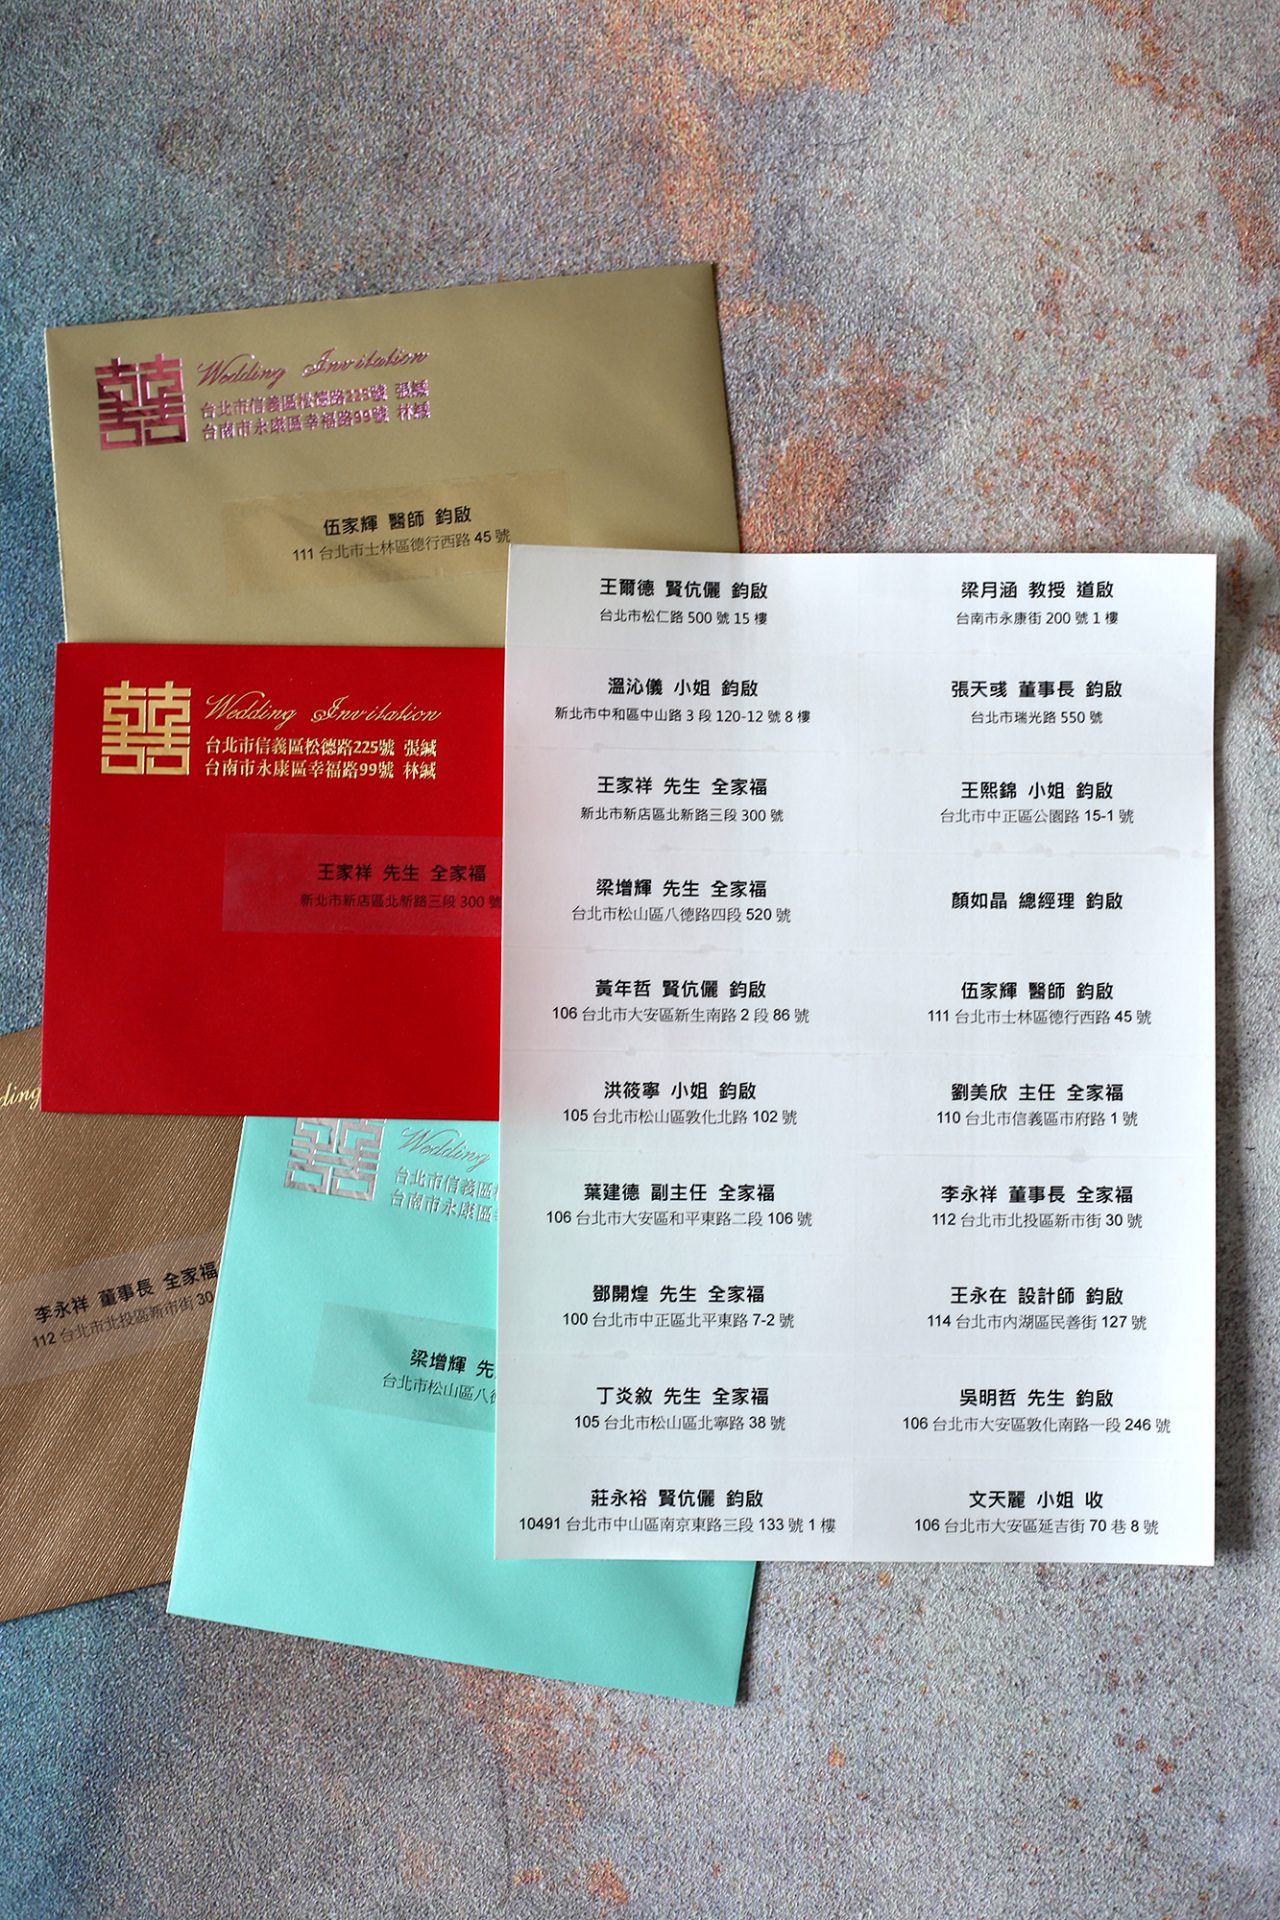 囍
Wedding Invitation
台北市信義區松德路225號 張緘
台南市永康區幸福路99號 林緘
伍家輝 醫師 鈞啟
111 台北市士林區德行西路 45 號
囍
Wedding Invitation
台北市信義區松德路225號 張緘
台南市永康區幸福路99號 林緘
王家祥 先生 全家福
新北市新店區北新路三段 300 號
ding
李永祥 董事長 全家福
112 台北市北投區新市街 30
囍
Wedding
台北市信義區
台南市永康區
梁增輝 先
台北市松山區八
王爾德 賢伉儷 鈞啟
台北市松仁路 500 號 15 樓
梁月涵 教授 道啟
台南市永康街 200 號 1 樓
溫沁儀 小姐 鈞啟
新北市中和區中山路 3 段 120-12 號 8 樓
張天彧 董事長 鈞啟
台北市瑞光路 550 號
王家祥 先生 全家福
新北市新店區北新路三段 300 號
王熙錦 小姐 鈞啟
台北市中正區公園路 15-1 號
梁增輝 先生 全家福
台北市松山區八德路四段 520 號
顏如晶 總經理 鈞啟
黃年哲 賢伉儷 鈞啟
106 台北市大安區新生南路 2 段 86 號
伍家輝 醫師 鈞啟
111 台北市士林區德行西路 45 號
洪筱寧 小姐 鈞啟
105 台北市松山區敦化北路 102 號
劉美欣 主任 全家福
110 台北市信義區市府路 1 號
葉建德 副主任 全家福
106 台北市大安區和平東路二段 106 號
李永祥 董事長 全家福
112 台北市北投區新市街 30 號
鄧開煌 先生 全家福
100 台北市中正區北平東路 7-2 號
王永在 設計師 鈞啟
114 台北市內湖區民善街 127 號
丁炎敘 先生 全家福
105 台北市松山區北寧路 38 號
吳明哲 先生 鈞啟
106 台北市大安區敦化南路一段 246 號
莊永裕 賢伉儷 鈞啟
10491 台北市中山區南京東路三段 133 號 1 樓
文天麗 小姐 收
106 台北市大安區延吉街 70 巷 8 號